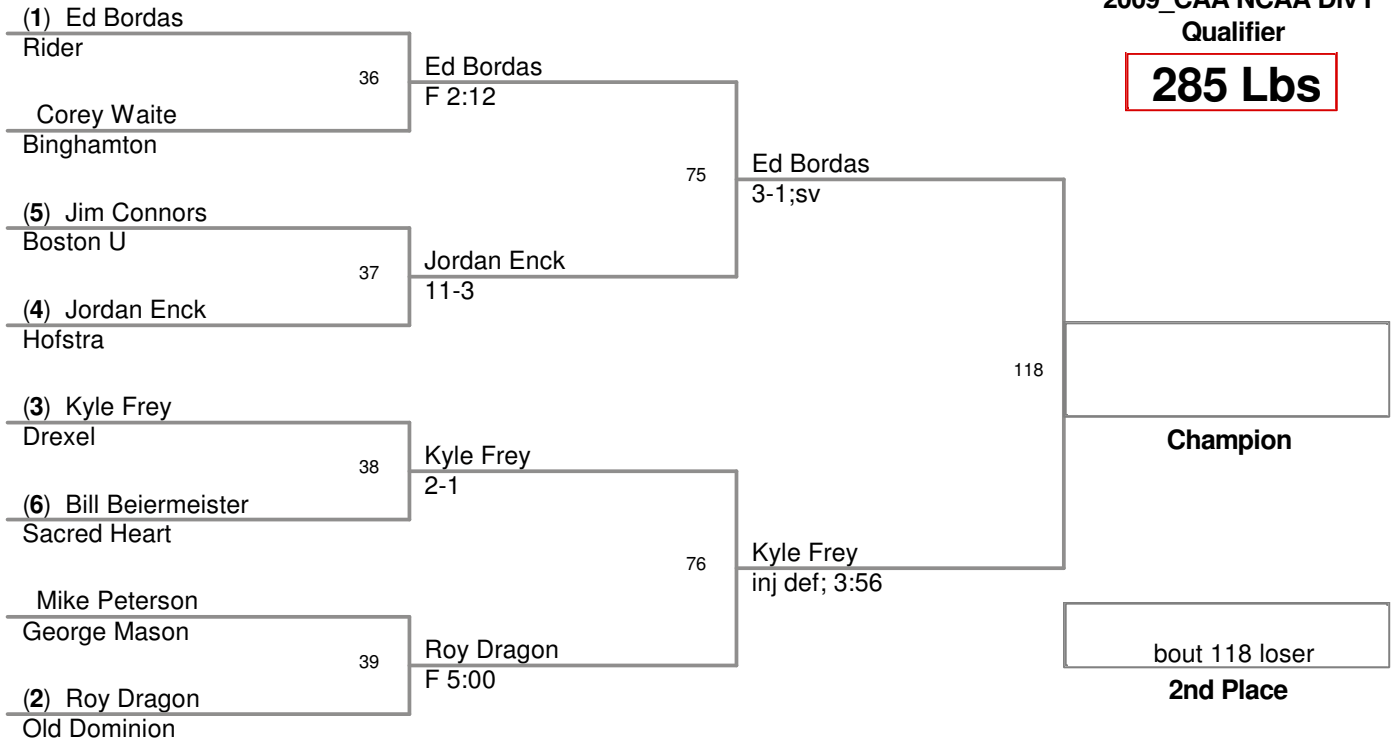 2009_CAA NCAA Div I
Qualifier
285 Lbs
(1) Ed Bordas
Rider
36
Corey Waite
Binghamton
Ed Bordas
F 2:12
75
(5) Jim Connors
Boston U
37
(4) Jordan Enck
Hofstra
Jordan Enck
11-3
Ed Bordas
3-1;sv
(3) Kyle Frey
Drexel
38
(6) Bill Beiermeister
Sacred Heart
Kyle Frey
2-1
76
Mike Peterson
George Mason
39
(2) Roy Dragon
Old Dominion
Roy Dragon
F 5:00
Kyle Frey
inj def; 3:56
118
Champion
bout 118 loser
2nd Place